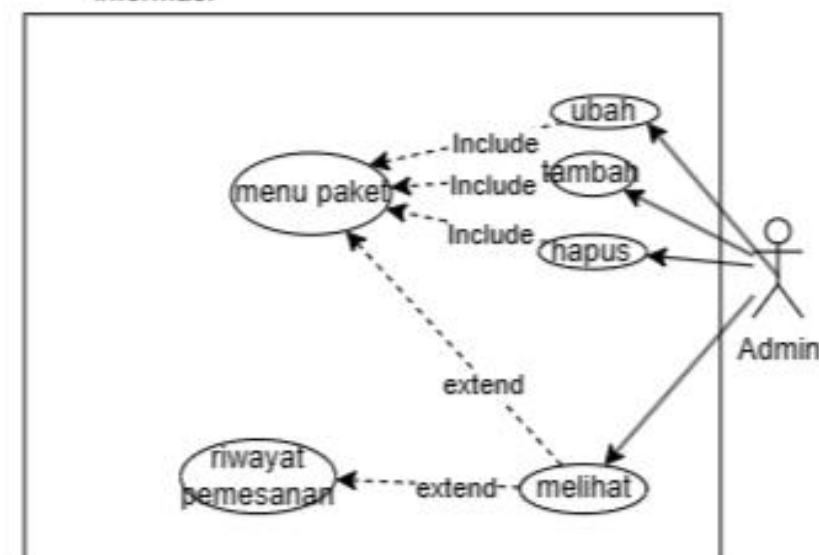 ubah
Include
tambah
menu paket
Include
Include
hapus
Admin
extend
riwayat
pemesanan
extend
melihat